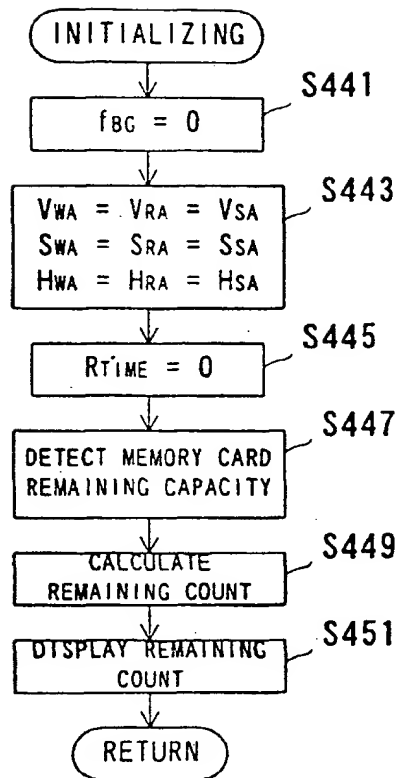 INITIALIZING
S441
fBG = 0
S443
VWA = VRA = VSA
SWA = SRA = SSA
HWA = HRA = HSA
S445
RTIME = 0
S447
DETECT MEMORY CARD
REMAINING CAPACITY
S449
CALCULATE
REMAINING COUNT
S451
DISPLAY REMAINING
COUNT
RETURN